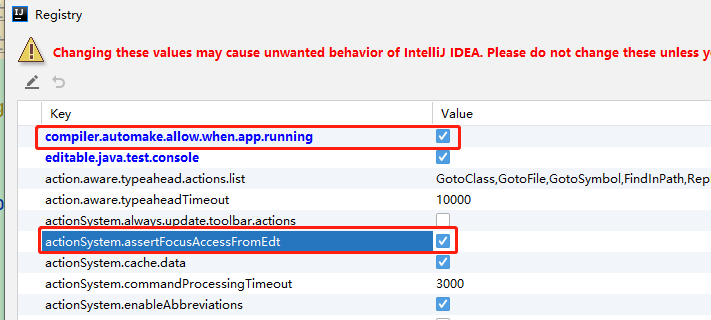 IJ Registry
Changing these values may cause unwanted behavior of IntelliJ IDEA. Please do not change these unless
Key Value
compiler.automake.allow.when.app.running
editable.java.test.console
action.aware.typeahead.actions.list GotoClass,GotoFile,GotoSymbol,FindInPath,Rep
action.aware.typeaheadTimeout 10000
actionSystem.always.update.toolbar.actions
actionSystem.assertFocusAccessFromEdt
actionSystem.cache.data
actionSystem.commandProcessingTimeout 3000
actionSystem.enableAbbreviations